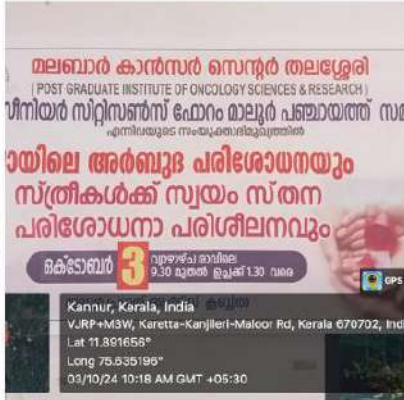 മലബാർ കാൻസർ സെന്റർ തലശ്ശേരി
( POST GRADUATE INSTITUTE OF ONCOLOGY SCIENCES & RESEARCH )
സീനിയർ സിറ്റിസൺസ് ഫോറം മാലൂർ പഞ്ചായത്ത്
എന്നിവയുടെ സംയുക്താഭിമുഖ്യത്തിൽ
അർബുദ പരിശോധനയും
സ്ത്രീകൾക്ക് സ്വയം സ്തന
പരിശോധനാ പരിശീലനവും
ഒക്ടോബർ 3 വ്യാഴാഴ്ച രാവിലെ
9.30 മുതൽ ഉച്ചക്ക് 1.30 വരെ
GPS
Kannur, Kerala, India
VJRP+M3W, Karetta-Kanjileri-Maloor Rd, Kerala 670702, Indi
Lat 11.891656°
Long 75.635196°
03/10/24 10:18 AM GMT +05:30